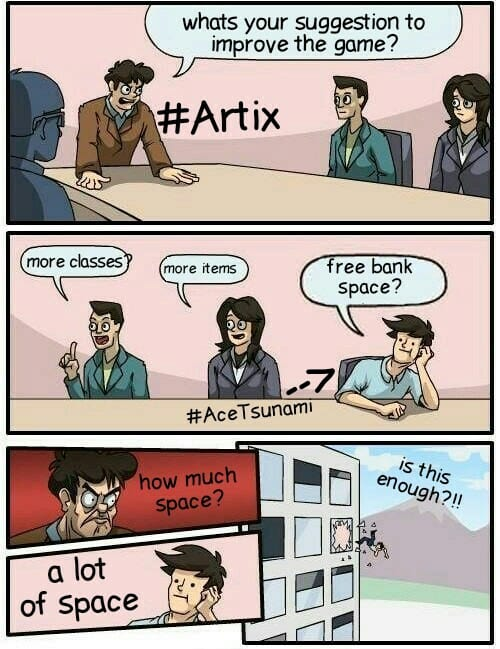 whats your suggestion to
improve the game?
#Artix
more classes?
more items
free bank
space?
#AceTsunami
how much
space?
a lot
of space
is this
enough?!!